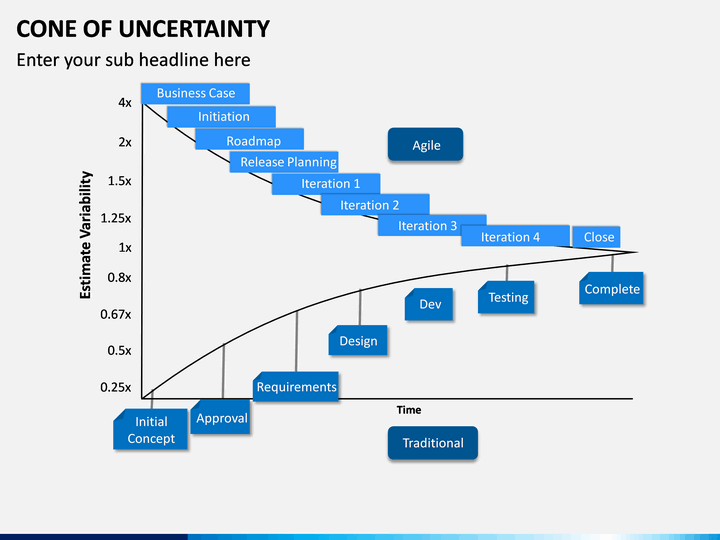 CONE OF UNCERTAINTY
Enter your sub headline here
Business Case
4x
Initiation
Roadmap
2x
Agile
Release Planning
1.5x
Iteration 1
Iteration 2
1.25x
Iteration 3
Iteration 4
Close
1x
Estimate Variability
0.8x
Complete
Testing
Dev
0.67x
Design
0.5x
0.25x
Requirements
Time
Approval
Initial
Concept
Traditional